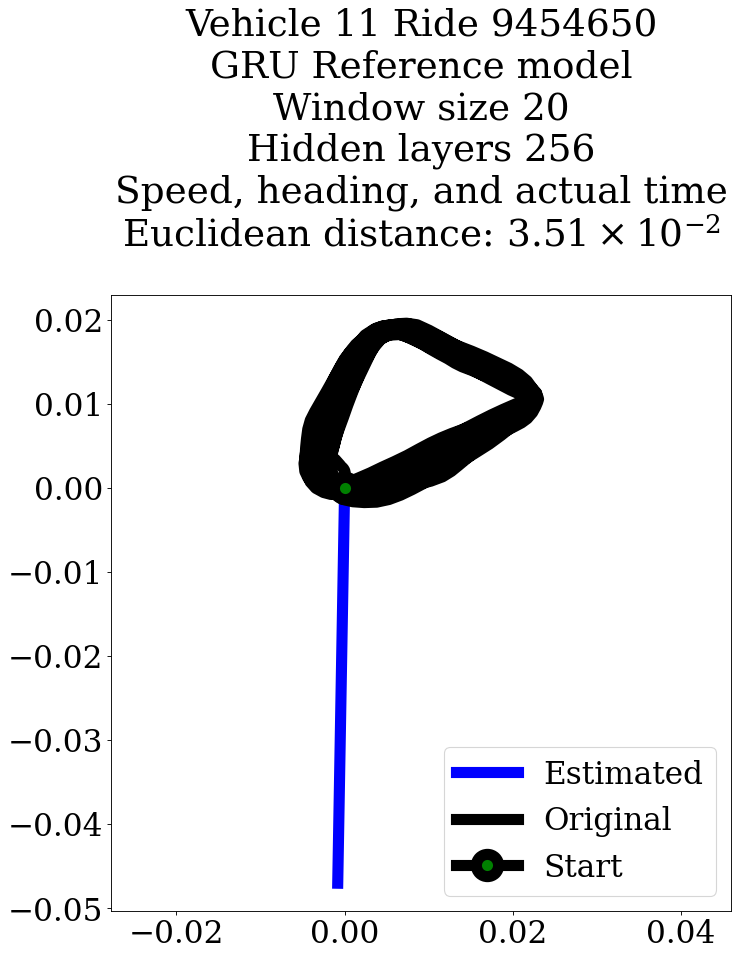 Vehicle 11 Ride 9454650
GRU Reference model
Window size 20
Hidden layers 256
Speed, heading, and actual time
Euclidean distance: 3.51 × 10⁻²
0.02
0.01
0.00
−0.01
−0.02
−0.03
−0.04
−0.05
Estimated
Original
Start
−0.02 0.00 0.02 0.04